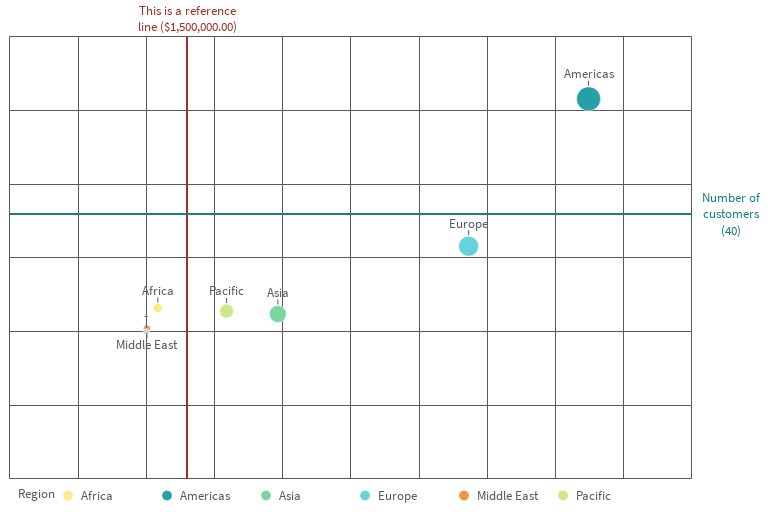 This is a reference
line ($1,500,000.00)
Americas
Number of
customers
(40)
Europe
Africa
Pacific
Asia
-
Middle East
Region
Africa
Americas
Asia
Europe
Middle East
Pacific